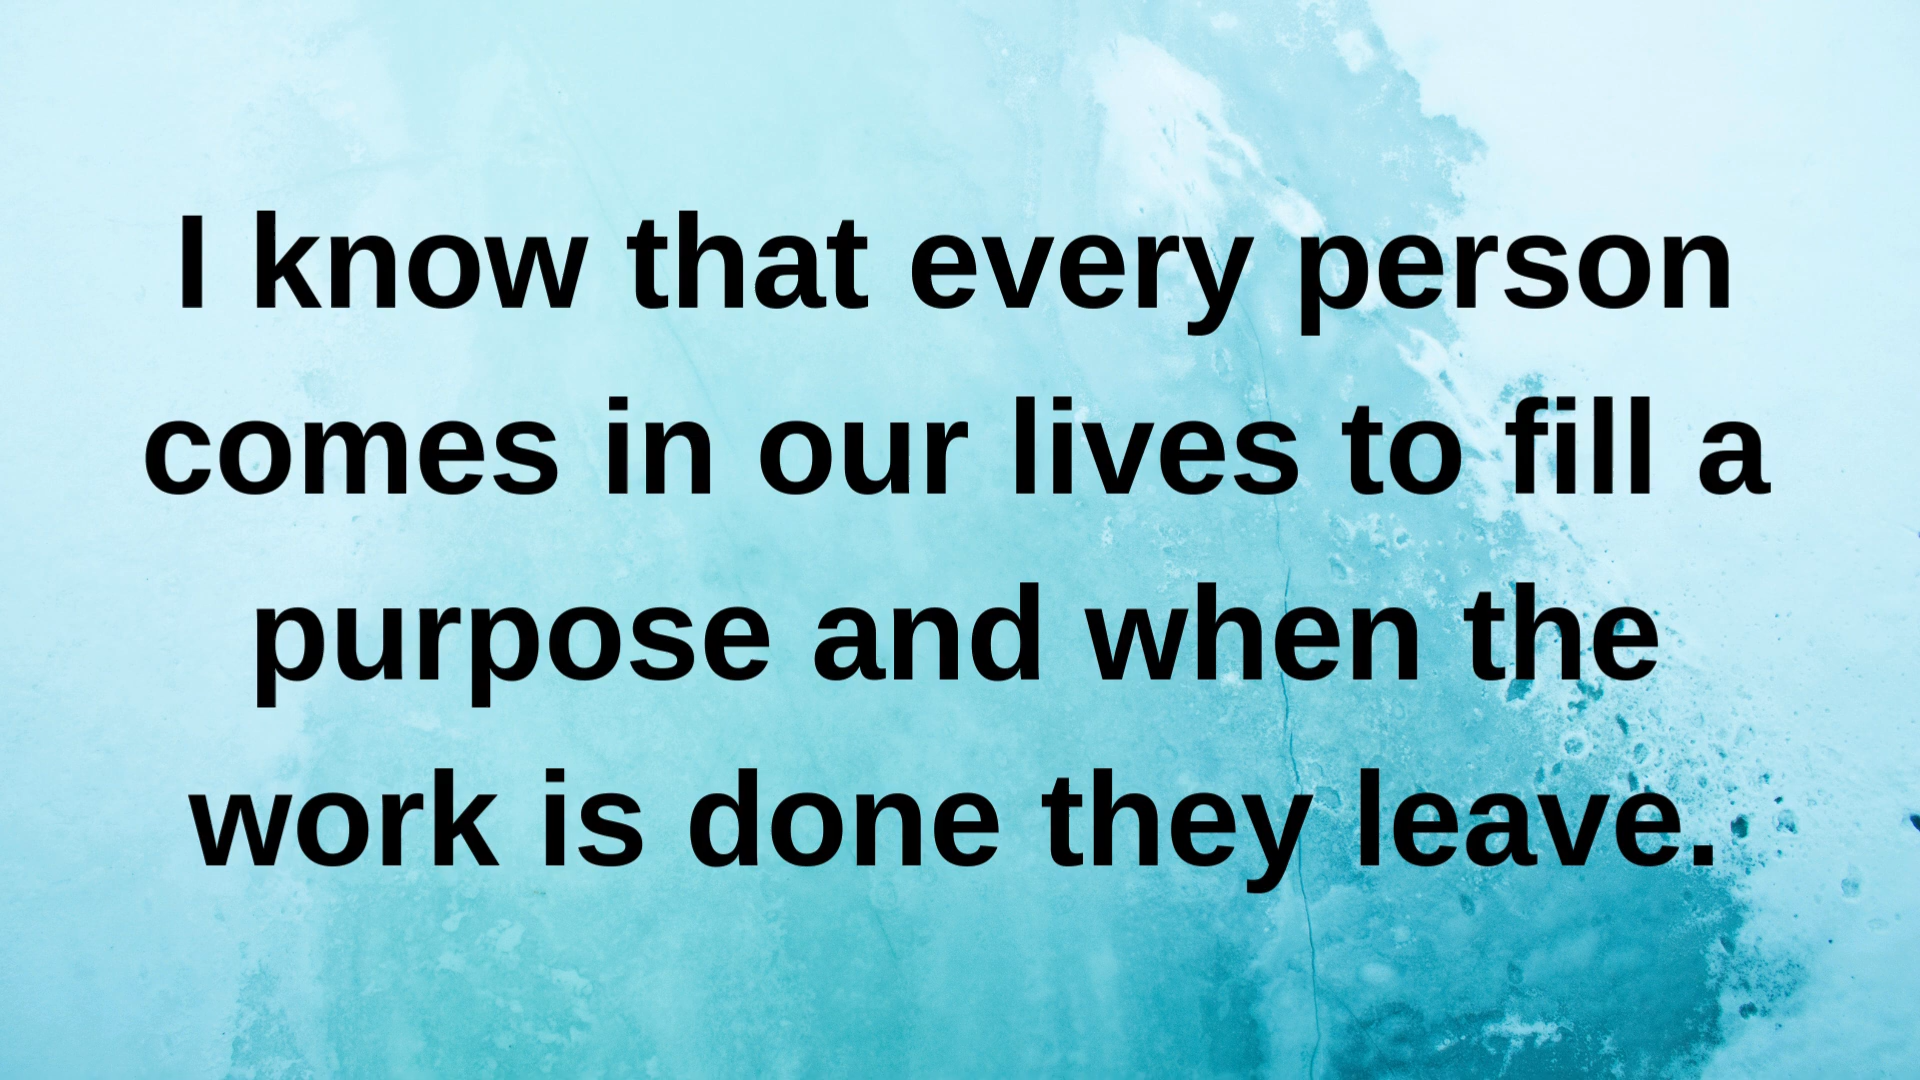 I know that every person
comes in our lives to fill a
purpose and when the
work is done they leave.